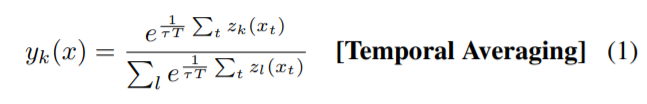 y_k(x) = \frac{e^{\frac{1}{\tau T} \sum_t z_k(x_t)}}{\sum_l e^{\frac{1}{\tau T} \sum_t z_l(x_t)}} [Temporal Averaging] (1)